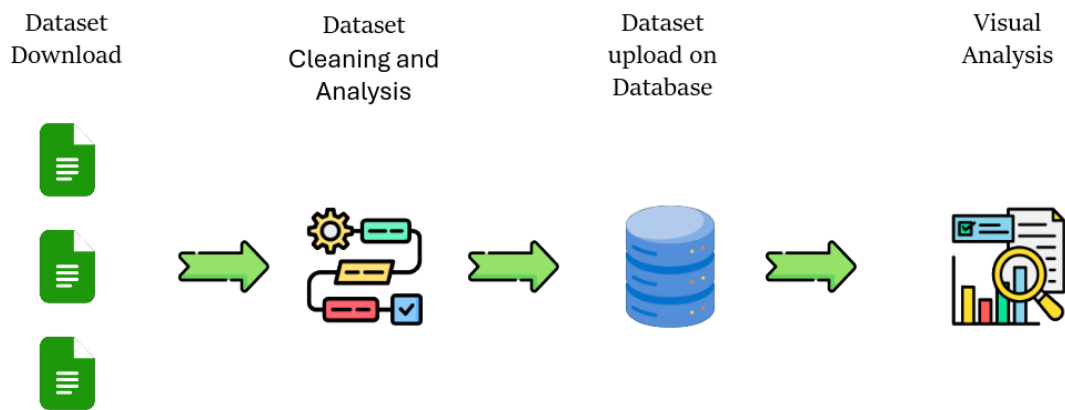 Dataset
Download
Dataset
Cleaning and
Analysis
Dataset
upload on
Database
Visual
Analysis